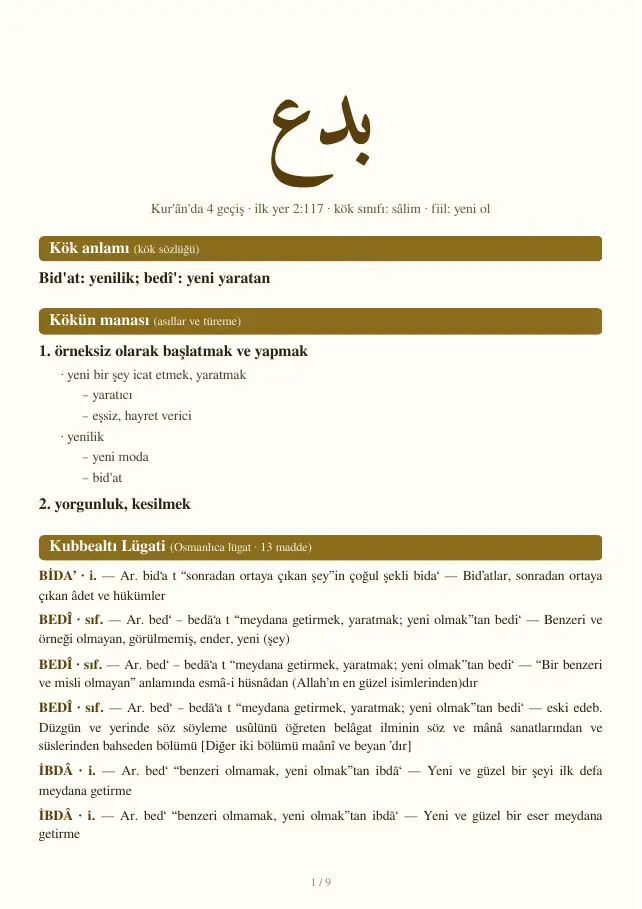 بدع
Kur'ân'da 4 geçiş · ilk yer 2:117 · kök sınıfı: sâlim · fiil: yeni ol
Kök anlamı (kök sözlüğü)
Bid'at: yenilik; bedî': yeni yaratan
Kökün manası (asıllar ve türeme)
1. örneksiz olarak başlatmak ve yapmak
· yeni bir şey icat etmek, yaratmak
– yaratıcı
– eşsiz, hayret verici
· yenilik
– yeni moda
– bid'at
2. yorgunluk, kesilmek
Kubbealtı Lügati (Osmanlıca lügat · 13 madde)
BİDA’ · i. — Ar. bid‘a t “sonradan ortaya çıkan şey”in çoğul şekli bida‘ — Bid’atlar, sonradan ortaya
çıkan âdet ve hükümler
BEDÎ · sıf. — Ar. bed‘ – bedā‘a t “meydana getirmek, yaratmak; yeni olmak”tan bedi‘ — Benzeri ve
örneği olmayan, görülmemiş, ender, yeni (şey)
BEDÎ · sıf. — Ar. bed‘ – bedā‘a t “meydana getirmek, yaratmak; yeni olmak”tan bedi‘ — “Bir benzeri
ve misli olmayan” anlamında esmâ-i hüsnâdan (Allah’ın en güzel isimlerinden)dır
BEDÎ · sıf. — Ar. bed‘ – bedā‘a t “meydana getirmek, yaratmak; yeni olmak”tan bedi‘ — eski edeb.
Düzgün ve yerinde söz söyleme usûlünü öğreten belâgat ilminin söz ve mânâ sanatlarından ve
süslerinden bahseden bölümü [Diğer iki bölümü maânî ve beyan ’dır]
İBDÂ · i. — Ar. bed‘ “benzeri olmamak, yeni olmak”tan ibdā‘ — Yeni ve güzel bir şeyi ilk defa
meydana getirme
İBDÂ · i. — Ar. bed‘ “benzeri olmamak, yeni olmak”tan ibdā‘ — Yeni ve güzel bir eser meydana
getirme
1 / 9